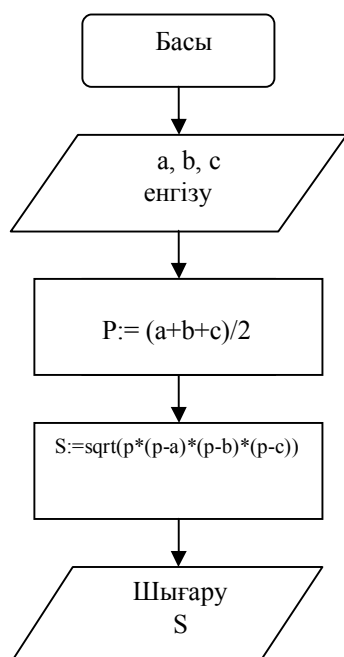 Басы
a, b, c
енгізу
P:= (a+b+c)/2
S:=sqrt(p*(p-a)*(p-b)*(p-c))
Шығару
S